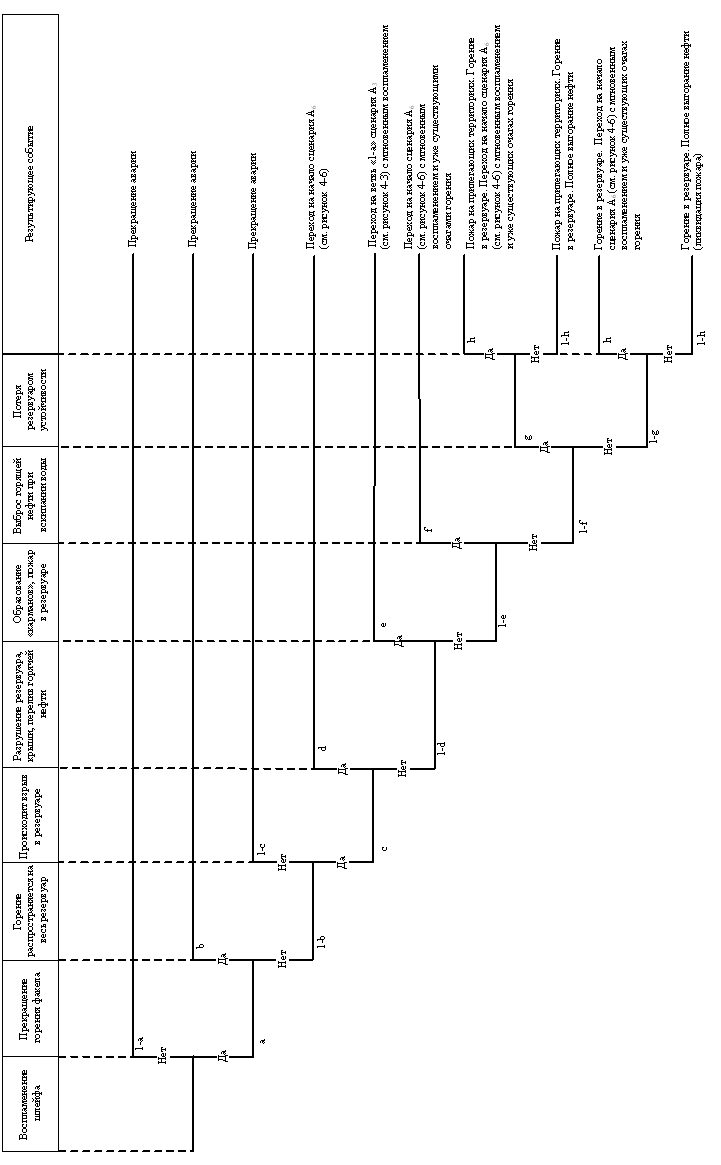 Воспламенение
шлейфа
Прекращение
горения факела
Горение
распространяется на
весь резервуар
Происходит взрыв
в резервуаре
Разрушение резервуара,
крыши, перелив горячей
нефти
Образование
«карманов», пожар
в резервуаре
Выброс горящей
нефти при
вскипании воды
Потеря
резервуаром
устойчивости
Результирующее событие
1-a
Нет
Да
a
b
Да
Нет
1-b
1-c
Нет
Да
c
d
Да
Нет
1-d
e
Да
Нет
1-e
f
Да
Нет
1-f
g
Да
Нет
1-g
h
Да
Нет
1-h
h
Да
Нет
1-h
Прекращение аварии
Прекращение аварии
Прекращение аварии
Переход на начало сценария А
(см. рисунок 4-6)
Переход на ветвь «1-а» сценария А
(см. рисунок 4-3) с мгновенным воспламенением
Переход на начало сценария А
(см. рисунок 4-6) с мгновенным
воспламенением и уже существующими
очагами горения
Пожар на прилегающих территориях. Горение
в резервуаре. Переход на начало сценария А
(см. рисунок 4-6) с мгновенным воспламенением
и уже существующих очагах горения
Пожар на прилегающих территориях. Горение
в резервуаре. Полное выгорание нефти
Горение в резервуаре. Переход на начало
сценария А (см. рисунок 4-6) с мгновенным
воспламенением и уже существующих очагах
горения
Горение в резервуаре. Полное выгорание нефти
(ликвидация пожара)